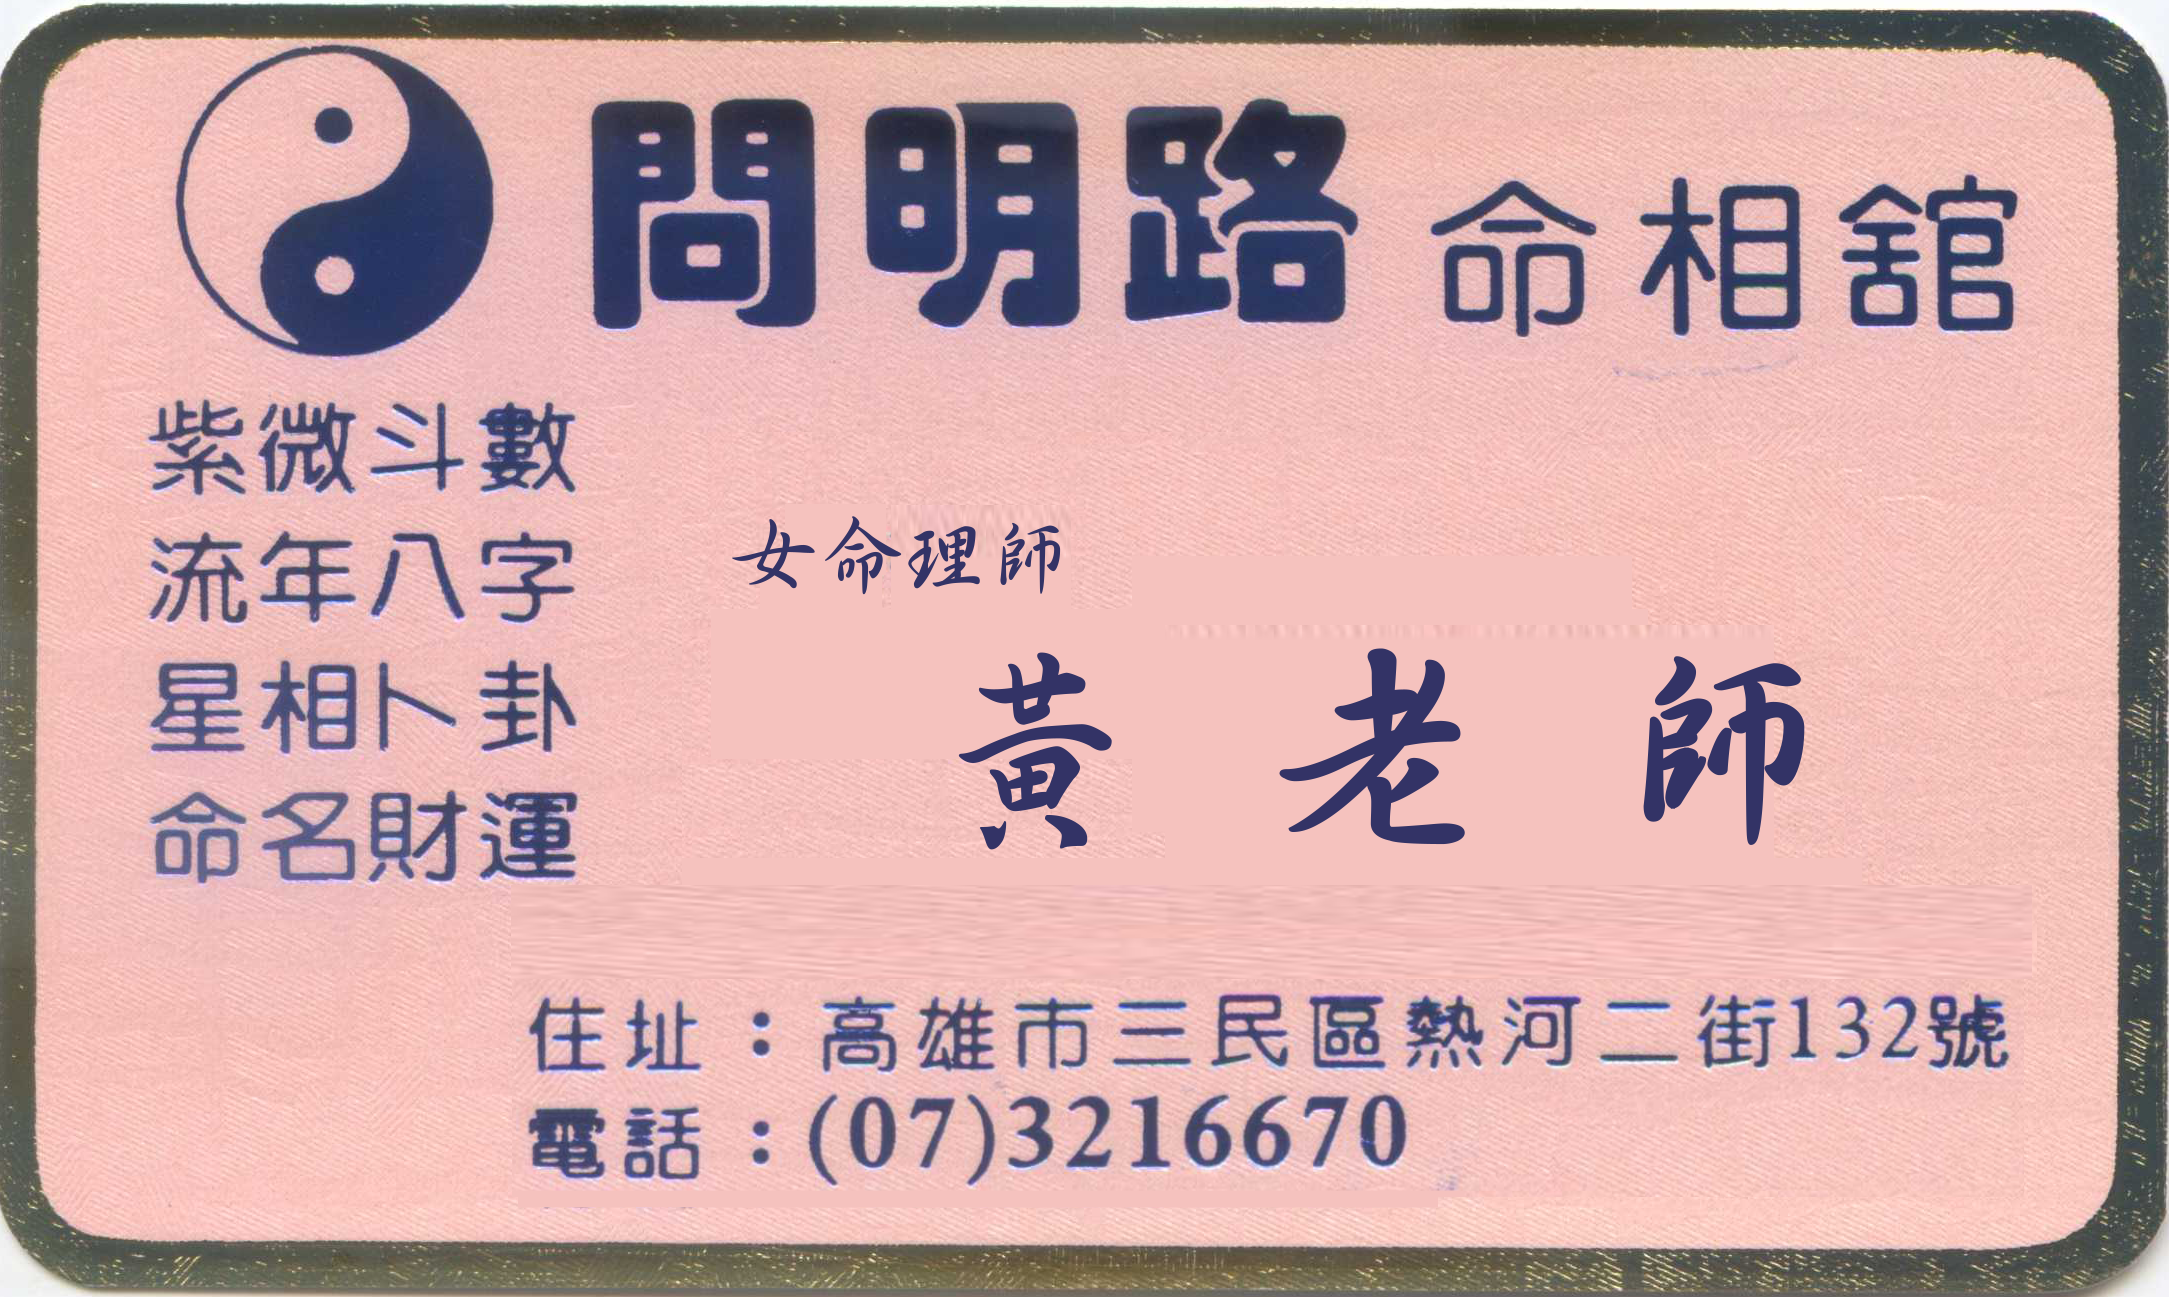 問明路 命相舘
紫微斗數
流年八字
星相卜卦
命名財運
女命理師
黃老師
住址：高雄市三民區熱河二街132號
電話：(07)3216670